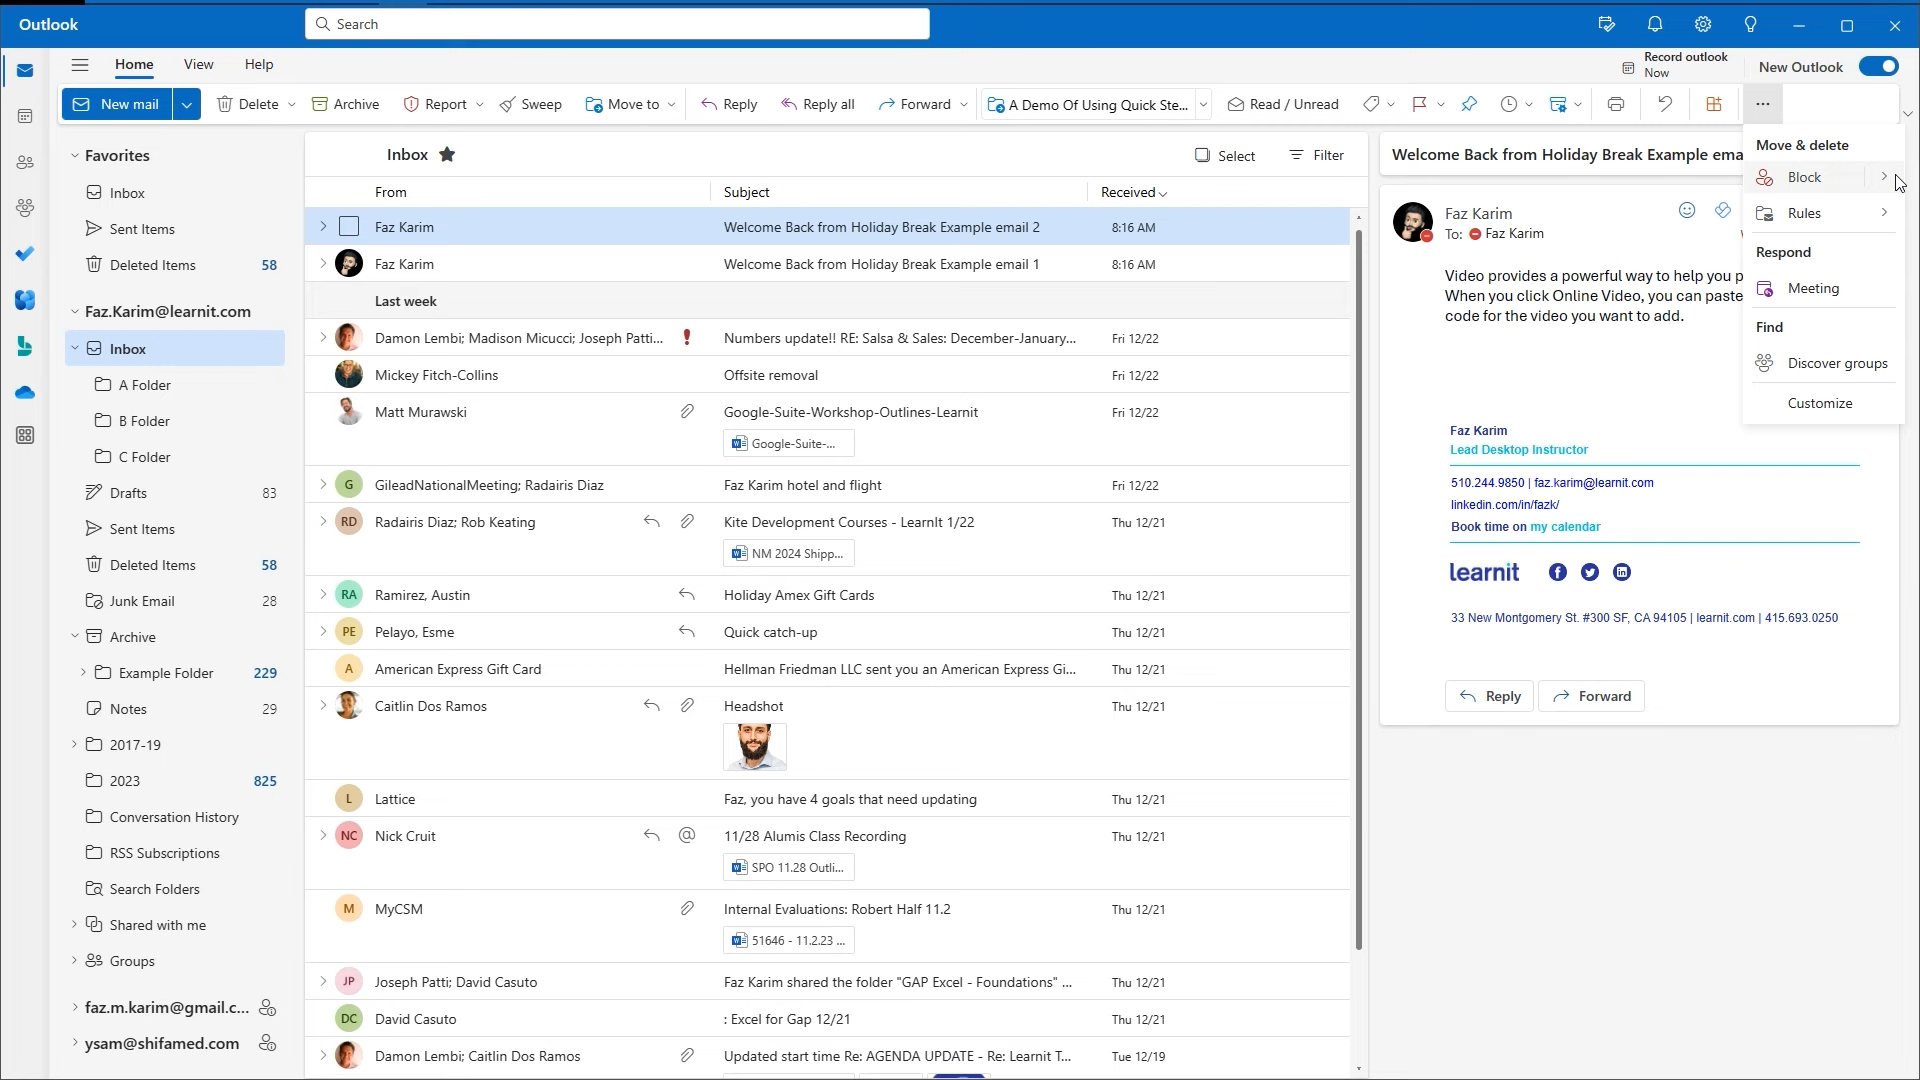 Outlook
Search
Home
View
Help
Record outlook
Now
New Outlook
New mail
Delete
Archive
Report
Sweep
Move to
Reply
Reply all
Forward
A Demo Of Using Quick Ste...
Read / Unread
Favorites
Inbox
Sent Items
Deleted Items 58
Faz.Karim@learnit.com
Inbox
A Folder
B Folder
C Folder
Drafts 83
Sent Items
Deleted Items 58
Junk Email 28
Archive
Example Folder 229
Notes 29
2017-19
2023 825
Conversation History
RSS Subscriptions
Search Folders
Shared with me
Groups
faz.m.karim@gmail.c...
ysam@shifamed.com
Inbox
Select
Filter
From Subject Received
Faz Karim Welcome Back from Holiday Break Example email 2 8:16 AM
Faz Karim Welcome Back from Holiday Break Example email 1 8:16 AM
Last week
Damon Lembi; Madison Micucci; Joseph Patti... Numbers update!! RE: Salsa & Sales: December-January... Fri 12/22
Mickey Fitch-Collins Offsite removal Fri 12/22
Matt Murawski Google-Suite-Workshop-Outlines-Learnit Fri 12/22
Google-Suite-...
G GileadNationalMeeting; Radairis Diaz Faz Karim hotel and flight Fri 12/22
RD Radairis Diaz; Rob Keating Kite Development Courses - LearnIt 1/22 Thu 12/21
NM 2024 Shipp...
RA Ramirez, Austin Holiday Amex Gift Cards Thu 12/21
PE Pelayo, Esme Quick catch-up Thu 12/21
A American Express Gift Card Hellman Friedman LLC sent you an American Express Gi... Thu 12/21
Caitlin Dos Ramos Headshot Thu 12/21
L Lattice Faz, you have 4 goals that need updating Thu 12/21
NC Nick Cruit @ 11/28 Alumis Class Recording Thu 12/21
SPO 11.28 Outli...
M MyCSM Internal Evaluations: Robert Half 11.2 Thu 12/21
51646 - 11.2.23 ...
JP Joseph Patti; David Casuto Faz Karim shared the folder "GAP Excel - Foundations" ... Thu 12/21
DC David Casuto : Excel for Gap 12/21 Thu 12/21
Damon Lembi; Caitlin Dos Ramos Updated start time Re: AGENDA UPDATE - Re: Learnit T... Tue 12/19
Welcome Back from Holiday Break Example ema
Faz Karim
To: Faz Karim
Video provides a powerful way to help you p
When you click Online Video, you can paste
code for the video you want to add.
Faz Karim
Lead Desktop Instructor
510.244.9850 | faz.karim@learnit.com
linkedin.com/in/fazk/
Book time on my calendar
learnit
33 New Montgomery St. #300 SF, CA 94105 | learnit.com | 415.693.0250
Reply
Forward
Move & delete
Block
Rules
Respond
Meeting
Find
Discover groups
Customize